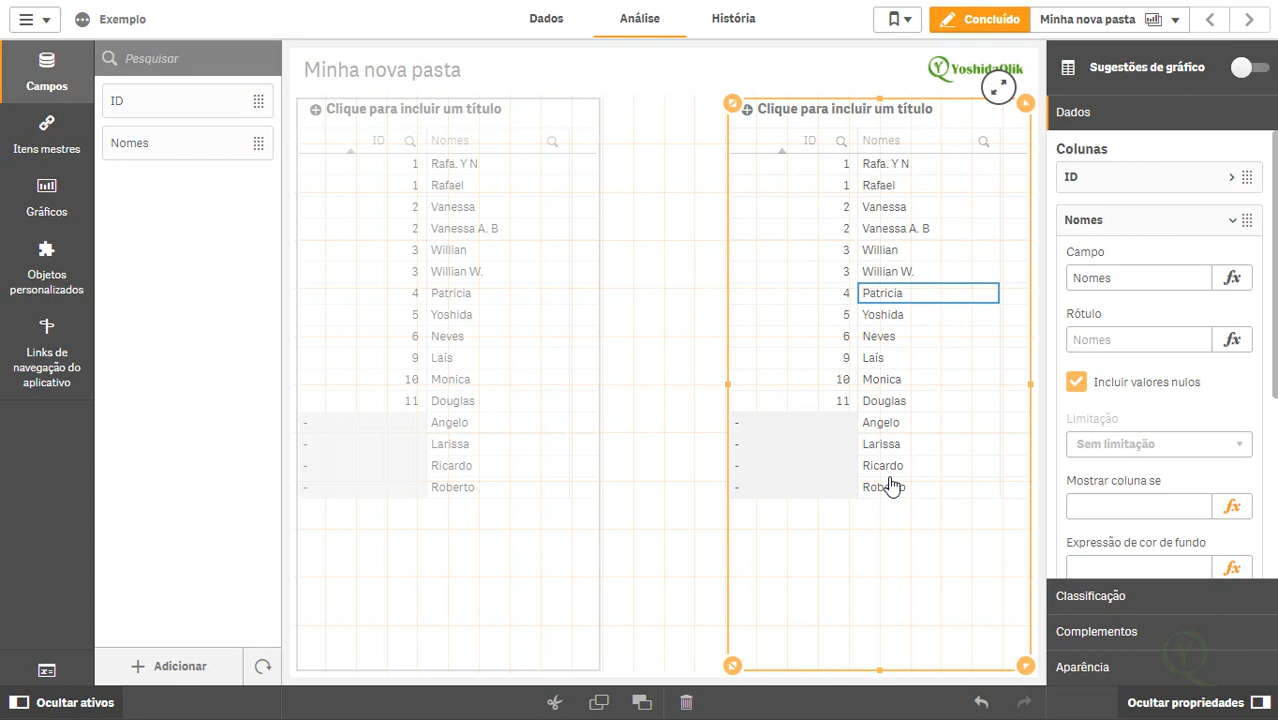 Exemplo
Dados
Análise
História
Concluído
Minha nova pasta
Campos
Itens mestres
Gráficos
Objetos
personalizados
Links de
navegação do
aplicativo
Pesquisar
ID
Nomes
Adicionar
Minha nova pasta
YoshidaQlik
Clique para incluir um título
ID Nomes
1 Rafa. Y N
1 Rafael
2 Vanessa
2 Vanessa A. B
3 Willian
3 Willian W.
4 Patricia
5 Yoshida
6 Neves
9 Laís
10 Monica
11 Douglas
- Angelo
- Larissa
- Ricardo
- Roberto
Clique para incluir um título
ID Nomes
1 Rafa. Y N
1 Rafael
2 Vanessa
2 Vanessa A. B
3 Willian
3 Willian W.
4 Patricia
5 Yoshida
6 Neves
9 Laís
10 Monica
11 Douglas
- Angelo
- Larissa
- Ricardo
- Roberto
Sugestões de gráfico
Dados
Colunas
ID
Nomes
Campo
Nomes
Rótulo
Nomes
Incluir valores nulos
Limitação
Sem limitação
Mostrar coluna se
Expressão de cor de fundo
Classificação
Complementos
Aparência
Ocultar ativos
Ocultar propriedades